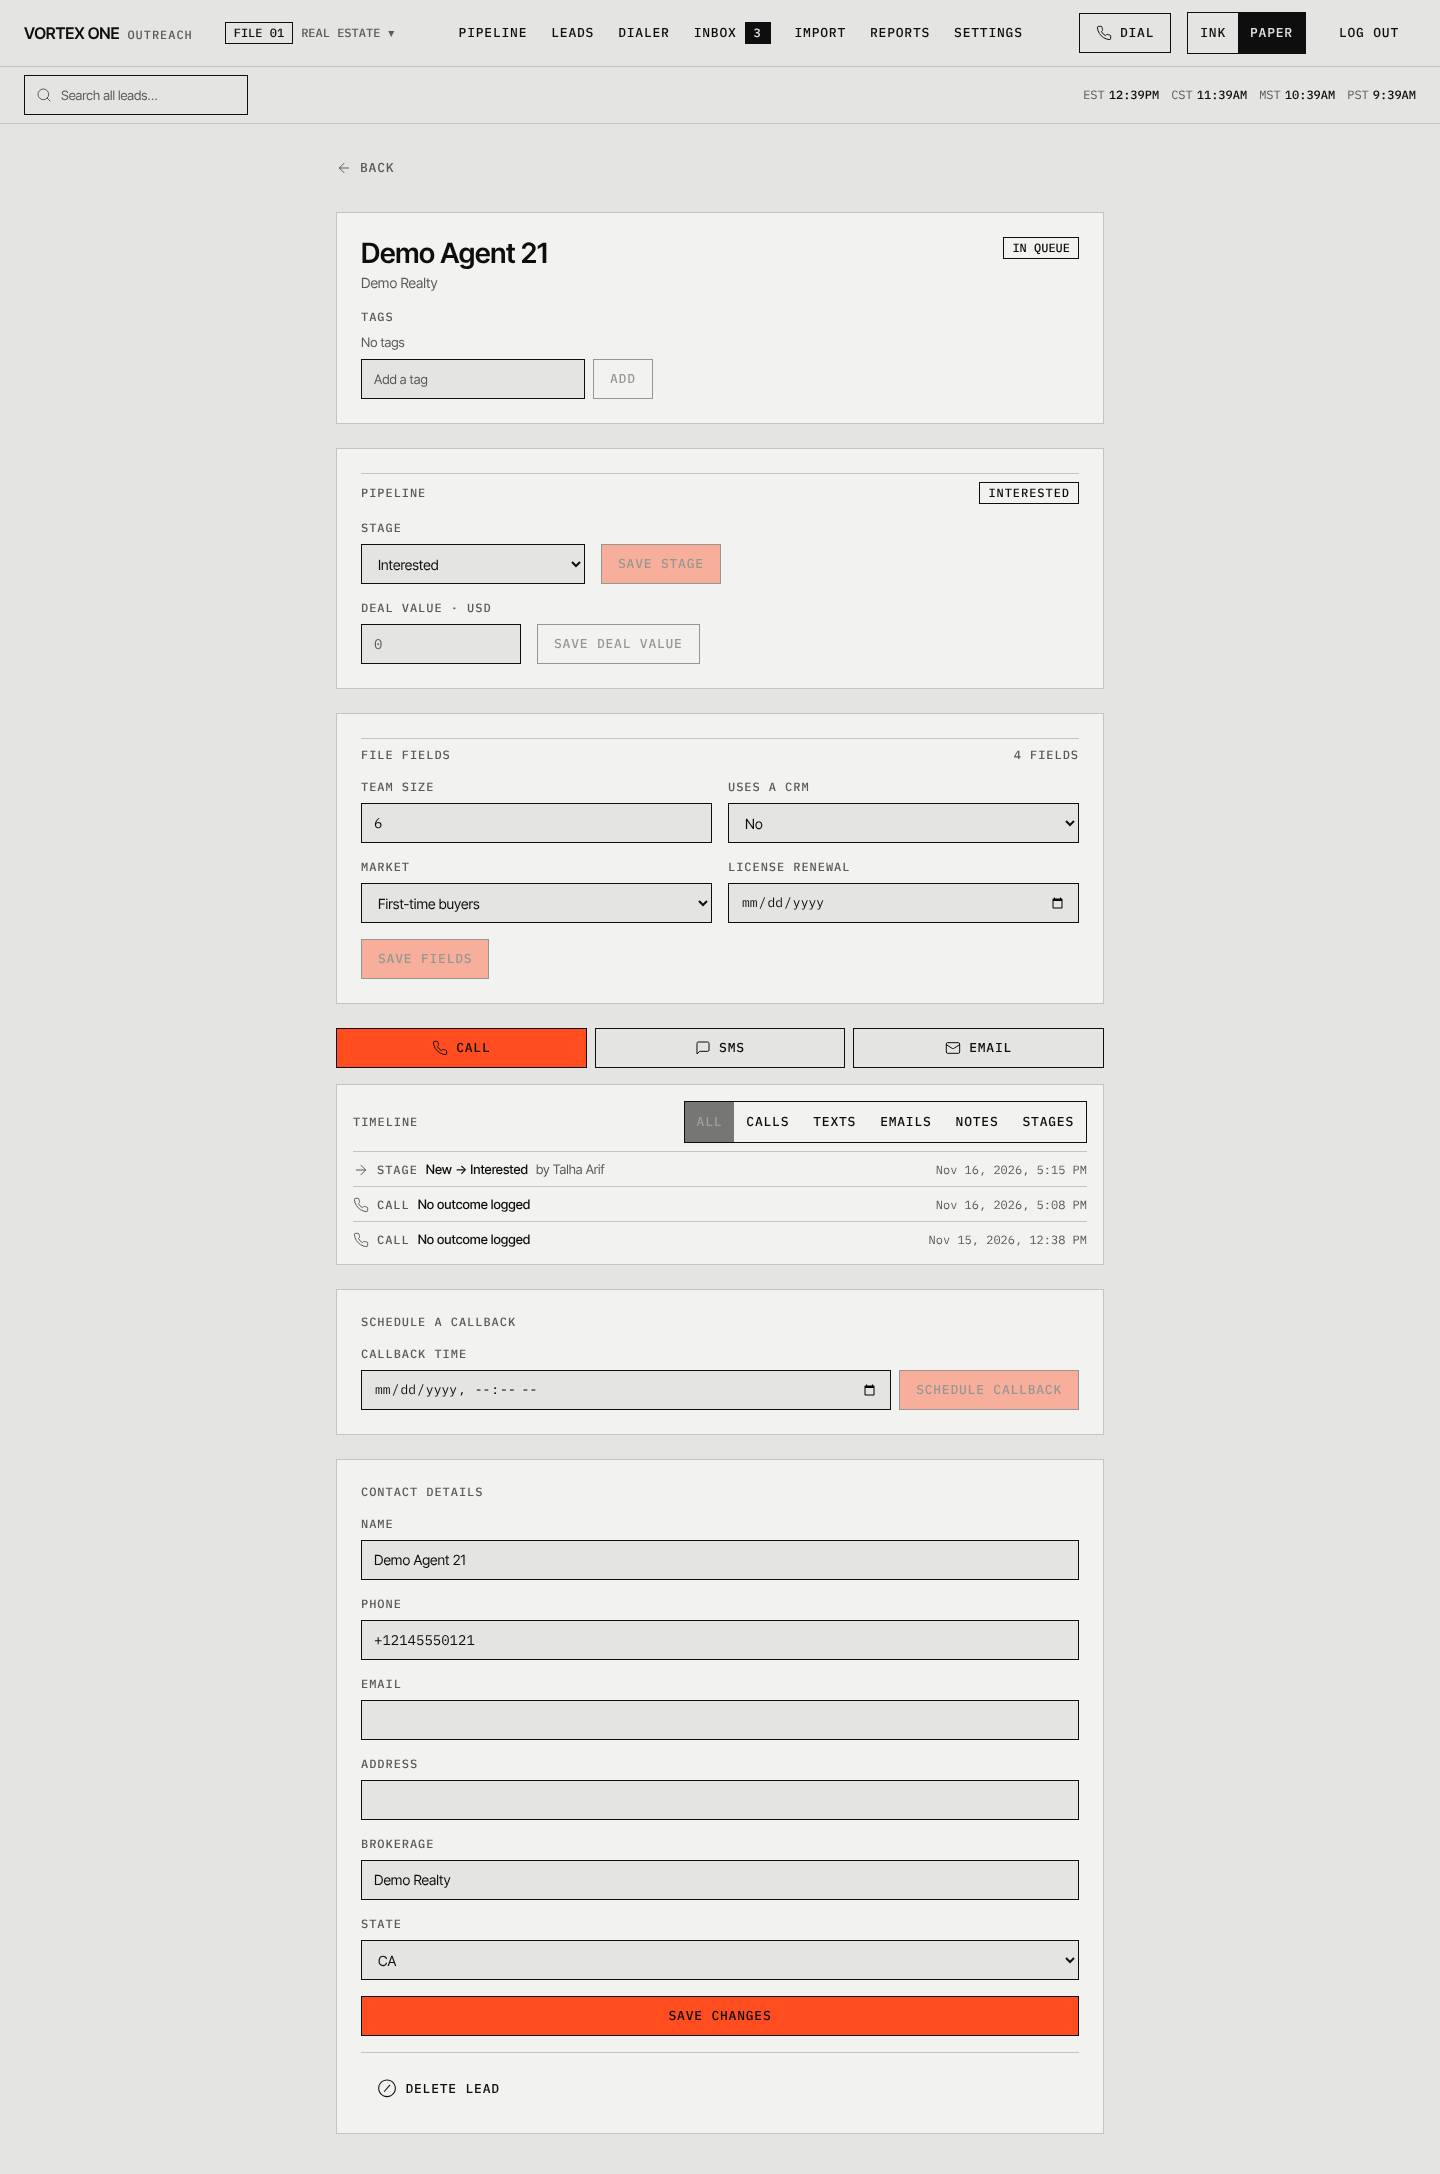 VORTEX ONE OUTREACH FILE 01 REAL ESTATE ▾ PIPELINE LEADS DIALER INBOX 3 IMPORT REPORTS SETTINGS DIAL INK PAPER LOG OUT
Search all leads... EST 12:39PM CST 11:39AM MST 10:39AM PST 9:39AM
← BACK
Demo Agent 21 IN QUEUE
Demo Realty
TAGS
No tags
Add a tag ADD
PIPELINE INTERESTED
STAGE
Interested SAVE STAGE
DEAL VALUE · USD
0 SAVE DEAL VALUE
FILE FIELDS 4 FIELDS
TEAM SIZE USES A CRM
6 No
MARKET LICENSE RENEWAL
First-time buyers mm/dd/yyyy
SAVE FIELDS
CALL SMS EMAIL
TIMELINE ALL CALLS TEXTS EMAILS NOTES STAGES
→ STAGE New → Interested by Talha Arif Nov 16, 2026, 5:15 PM
CALL No outcome logged Nov 16, 2026, 5:08 PM
CALL No outcome logged Nov 15, 2026, 12:38 PM
SCHEDULE A CALLBACK
CALLBACK TIME
mm/dd/yyyy, --:-- -- SCHEDULE CALLBACK
CONTACT DETAILS
NAME
Demo Agent 21
PHONE
+12145550121
EMAIL
ADDRESS
BROKERAGE
Demo Realty
STATE
CA
SAVE CHANGES
DELETE LEAD